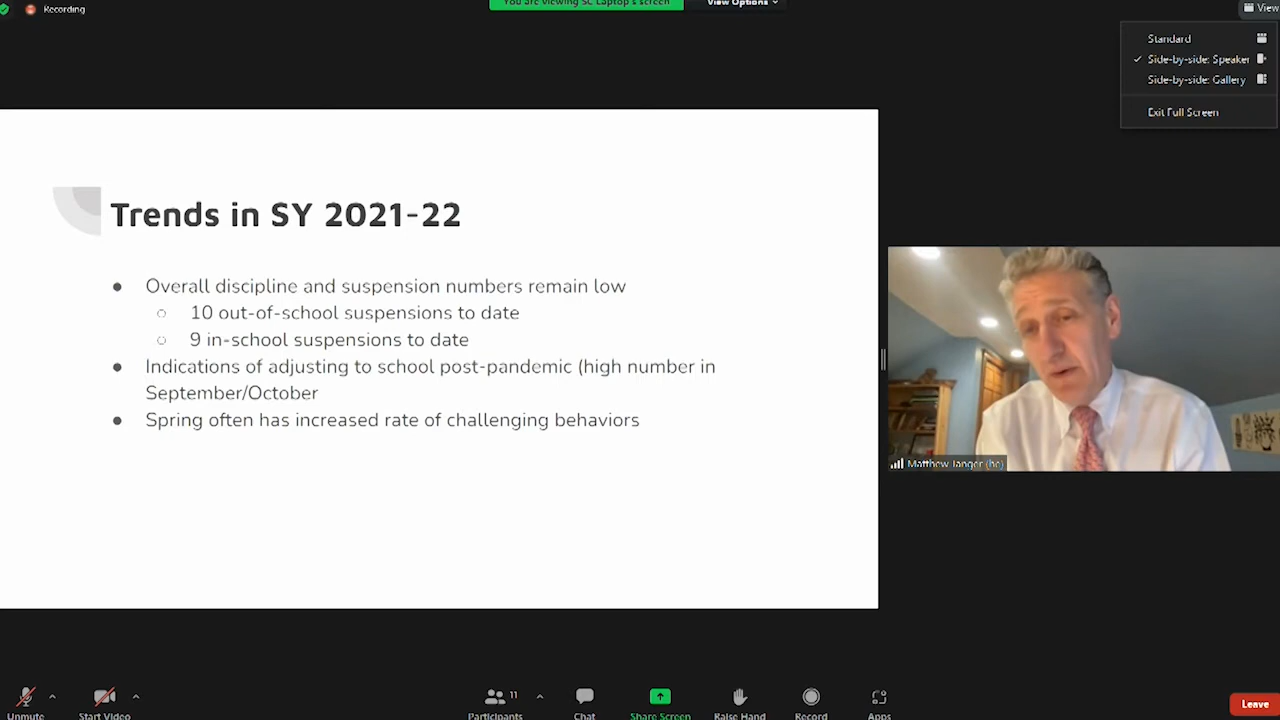 Recording
You are viewing SC Laptop's screen
View Options
View
Standard
Side-by-side: Speaker
Side-by-side: Gallery
Exit Full Screen
Trends in SY 2021-22
Overall discipline and suspension numbers remain low
10 out-of-school suspensions to date
9 in-school suspensions to date
Indications of adjusting to school post-pandemic (high number in
September/October
Spring often has increased rate of challenging behaviors
Matthew Janger (he)
Unmute
Start Video
Participants
11
Chat
Share Screen
Raise Hand
Record
Apps
Leave